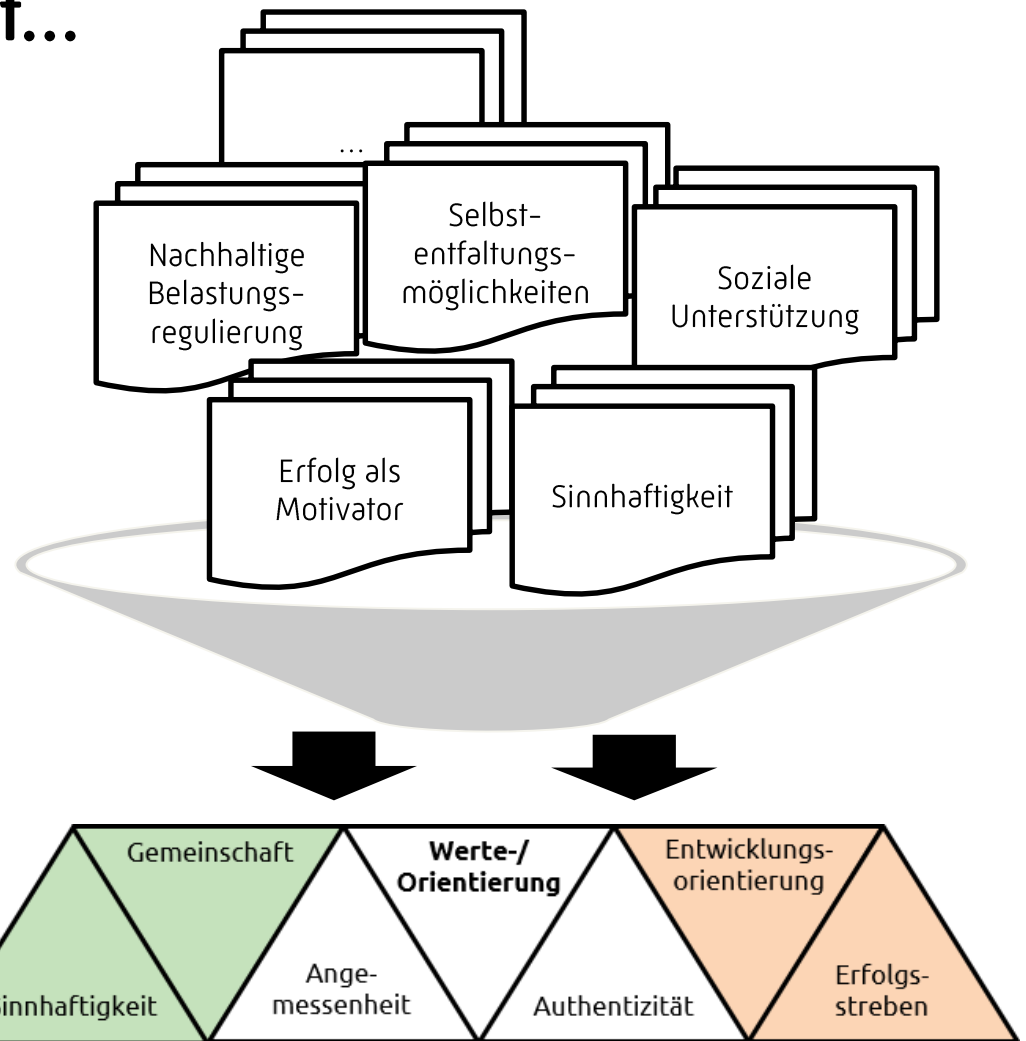 t...
...
Selbst-
entfaltungs-
möglichkeiten
Nachhaltige
Belastungs-
regulierung
Soziale
Unterstützung
Erfolg als
Motivator
Sinnhaftigkeit
Gemeinschaft
Werte-/
Orientierung
Entwicklungs-
orientierung
innhaftigkeit
Ange-
messenheit
Authentizität
Erfolgs-
streben